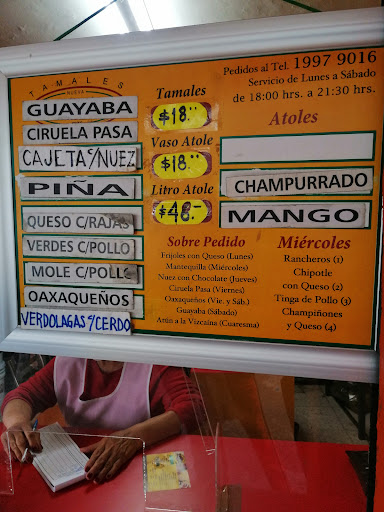 TAMALES
NUEVA
GUAYABA
CIRUELA PASA
CAJETA C/NUEZ
PIÑA
QUESO C/RAJAS
VERDES C/POLLO
MOLE C/POLLO
OAXAQUEÑOS
VERDOLAGAS C/CERDO
Tamales
$18.00
Vaso Atole
$18.00
Litro Atole
$48.-
Pedidos al Tel. 1997 9016
Servicio de Lunes a Sábado
de 18:00 hrs. a 21:30 hrs.
Atoles
CHAMPURRADO
MANGO
Sobre Pedido
Frijoles con Queso (Lunes)
Mantequilla (Miércoles)
Nuez con Chocolate (Jueves)
Ciruela Pasa (Viernes)
Oaxaqueños (Vie. y Sáb.)
Guayaba (Sábado)
Atún a la Vizcaína (Cuaresma)
Miércoles
Rancheros (1)
Chipotle
con Queso (2)
Tinga de Pollo (3)
Champiñones
y Queso (4)